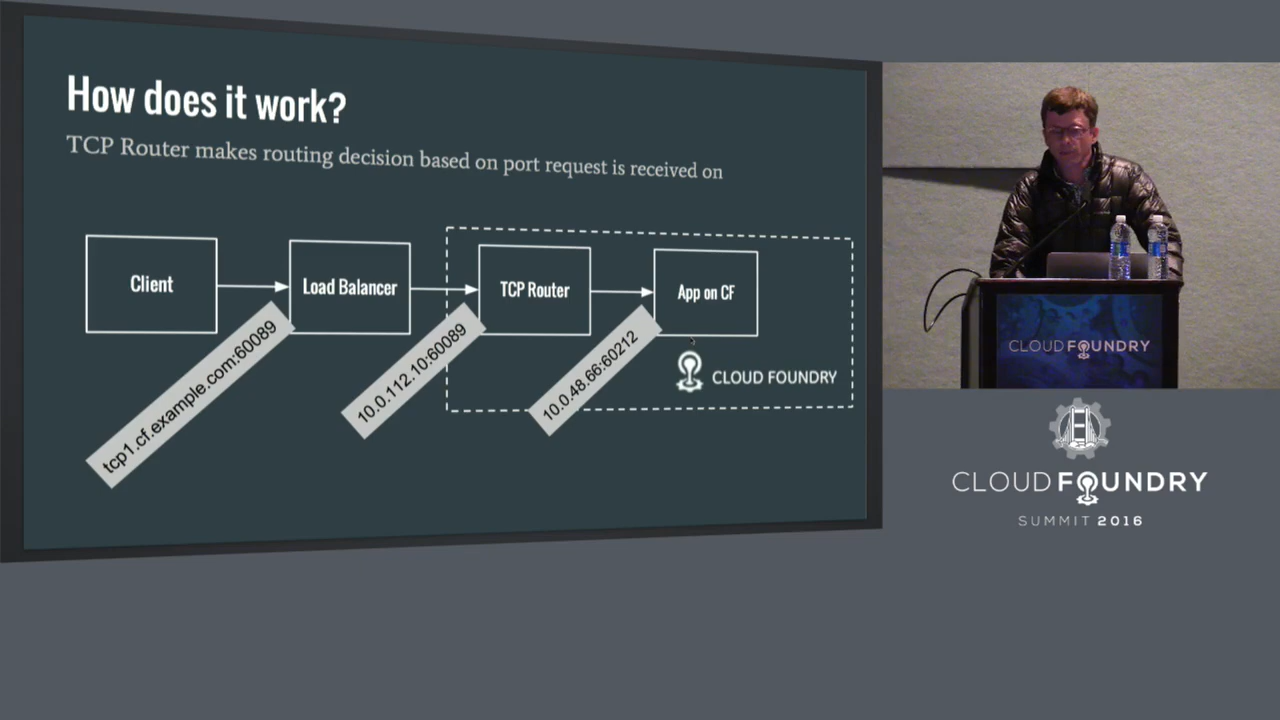 How does it work?
TCP Router makes routing decision based on port request is received on
Client
Load Balancer
TCP Router
App on CF
tcp1.cf.example.com:60089
10.0.112.10:60089
10.0.48.66:60212
CLOUD FOUNDRY
CLOUD FOUNDRY
CLOUD FOUNDRY
SUMMIT 2016